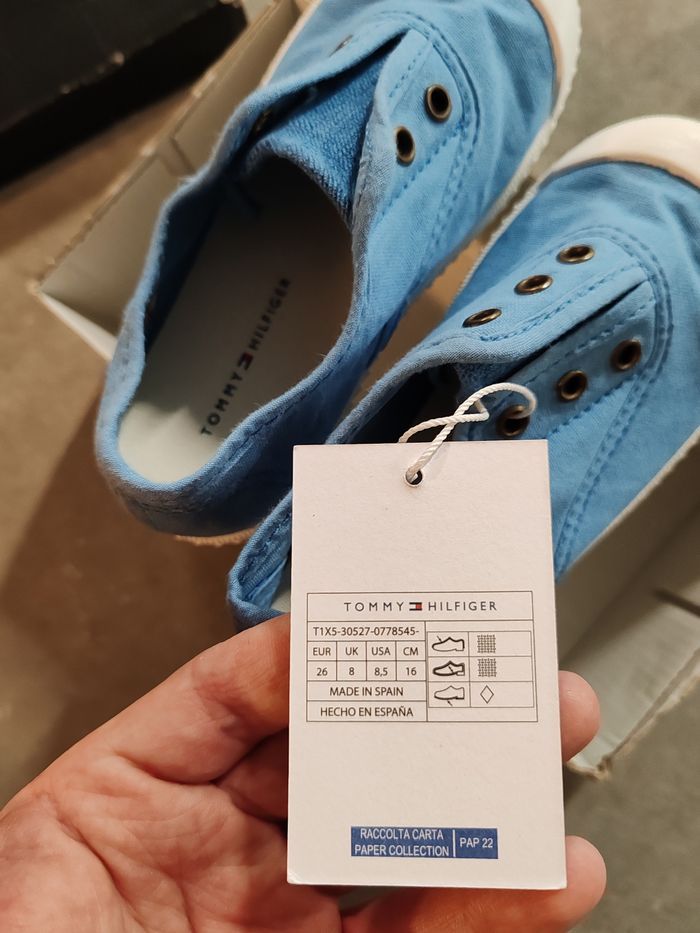 TOMMY HILFIGER
TOMMY HILFIGER
T1X5-30527-0778545-
EUR UK USA CM
26 8 8,5 16
MADE IN SPAIN
HECHO EN ESPAÑA
RACCOLTA CARTA
PAPER COLLECTION
PAP 22